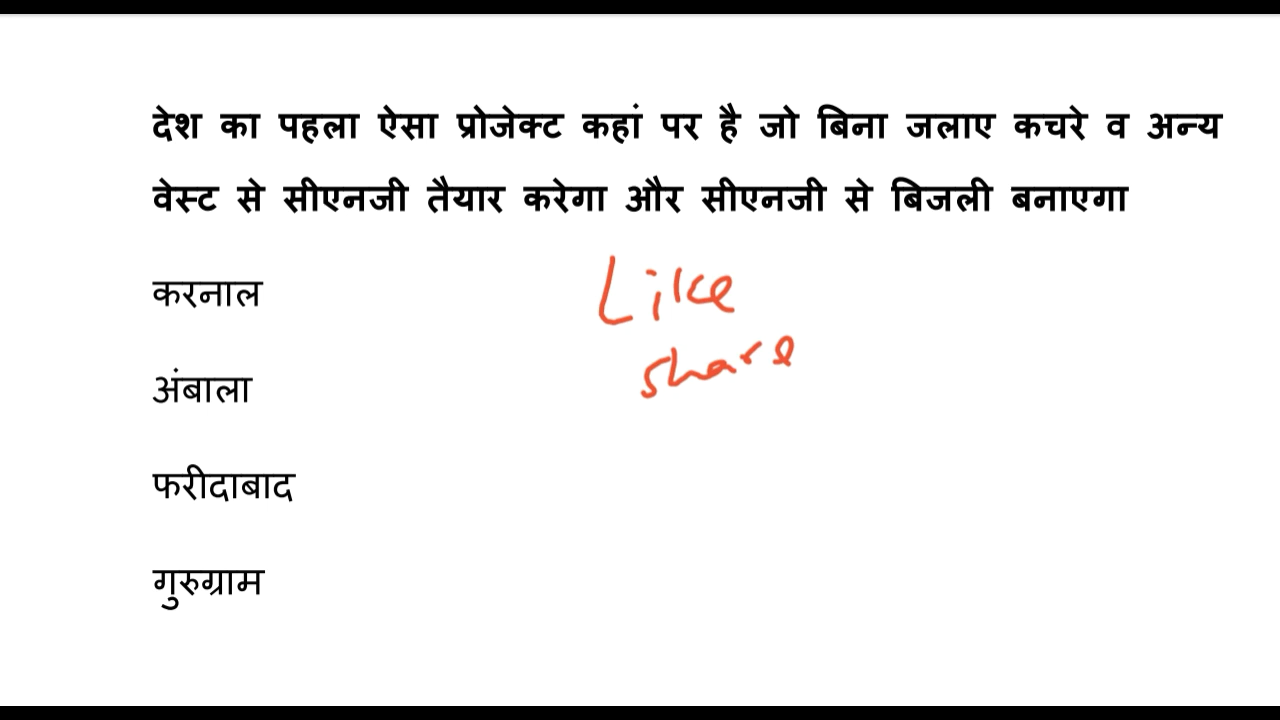 देश का पहला ऐसा प्रोजेक्ट कहां पर है जो बिना जलाए कचरे व अन्य
वेस्ट से सीएनजी तैयार करेगा और सीएनजी से बिजली बनाएगा
करनाल
Like
share
अंबाला
फरीदाबाद
गुरुग्राम